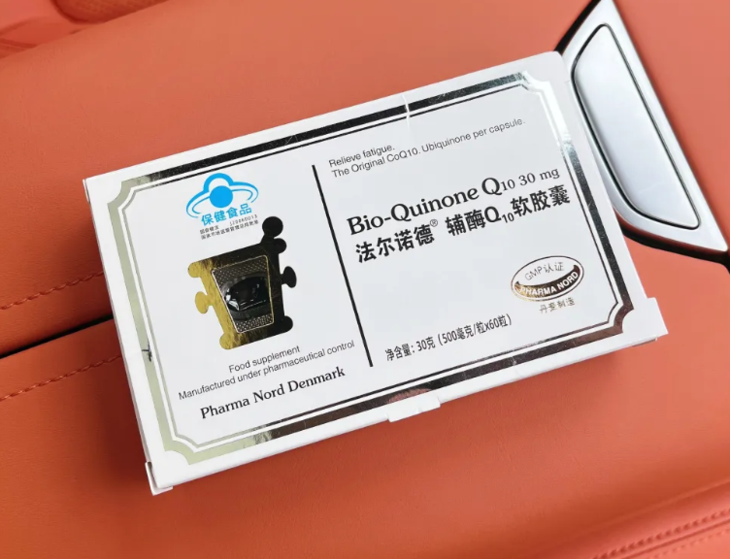 保健食品
Food supplement
Manufactured under pharmaceutical control
Pharma Nord Denmark
Relieve fatigue.
The Original CoQ10. Ubiquinone per capsule.
Bio-Quinone Q10 30 mg
法尔诺德® 辅酶Q10软胶囊
GMP认证
PHARMA NORD
丹麦制造
净含量：30克（500毫克/粒x60粒）